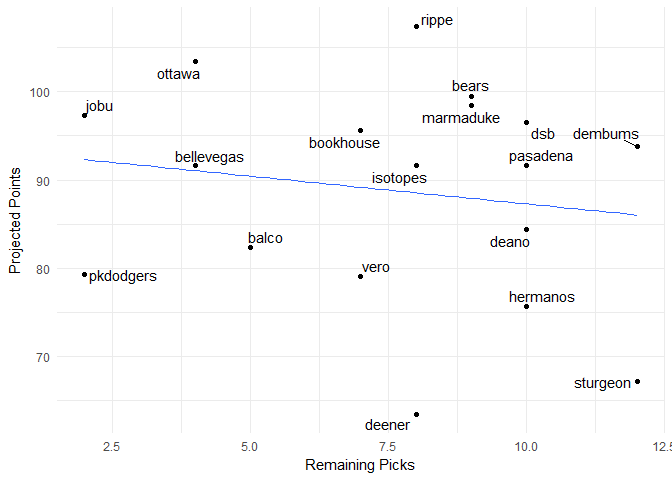 rippe
ottawa
bears
jobu
marmaduke
dsb
dembums
bookhouse
bellevegas
pasadena
isotopes
balco
deano
vero
pkdodgers
hermanos
sturgeon
deener
100
90
80
70
2.5
5.0
7.5
10.0
12.5
Remaining Picks
Projected Points